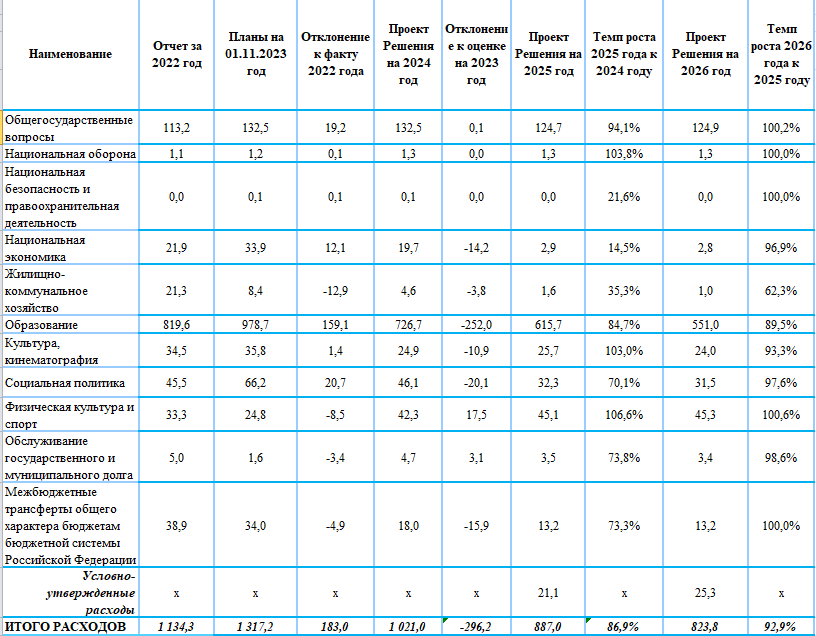 Наименование | Отчет за 2022 год | Планы на 01.11.2023 год | Отклонение к факту 2022 года | Проект Решения на 2024 год | Отклонение к оценке на 2023 год | Проект Решения на 2025 год | Темп роста 2025 года к 2024 году | Проект Решения на 2026 год | Темп роста 2026 года к 2025 году
Общегосударственные вопросы | 113,2 | 132,5 | 19,2 | 132,5 | 0,1 | 124,7 | 94,1% | 124,9 | 100,2%
Национальная оборона | 1,1 | 1,2 | 0,1 | 1,3 | 0,0 | 1,3 | 103,8% | 1,3 | 100,0%
Национальная безопасность и правоохранительная деятельность | 0,0 | 0,1 | 0,1 | 0,1 | 0,0 | 0,0 | 21,6% | 0,0 | 100,0%
Национальная экономика | 21,9 | 33,9 | 12,1 | 19,7 | -14,2 | 2,9 | 14,5% | 2,8 | 96,9%
Жилищно-коммунальное хозяйство | 21,3 | 8,4 | -12,9 | 4,6 | -3,8 | 1,6 | 35,3% | 1,0 | 62,3%
Образование | 819,6 | 978,7 | 159,1 | 726,7 | -252,0 | 615,7 | 84,7% | 551,0 | 89,5%
Культура, кинематография | 34,5 | 35,8 | 1,4 | 24,9 | -10,9 | 25,7 | 103,0% | 24,0 | 93,3%
Социальная политика | 45,5 | 66,2 | 20,7 | 46,1 | -20,1 | 32,3 | 70,1% | 31,5 | 97,6%
Физическая культура и спорт | 33,3 | 24,8 | -8,5 | 42,3 | 17,5 | 45,1 | 106,6% | 45,3 | 100,6%
Обслуживание государственного и муниципального долга | 5,0 | 1,6 | -3,4 | 4,7 | 3,1 | 3,5 | 73,8% | 3,4 | 98,6%
Межбюджетные трансферты общего характера бюджетам бюджетной системы Российской Федерации | 38,9 | 34,0 | -4,9 | 18,0 | -15,9 | 13,2 | 73,3% | 13,2 | 100,0%
Условно-утвержденные расходы | х | х | х | х | х | 21,1 | х | 25,3 | х
ИТОГО РАСХОДОВ | 1 134,3 | 1 317,2 | 183,0 | 1 021,0 | -296,2 | 887,0 | 86,9% | 823,8 | 92,9%